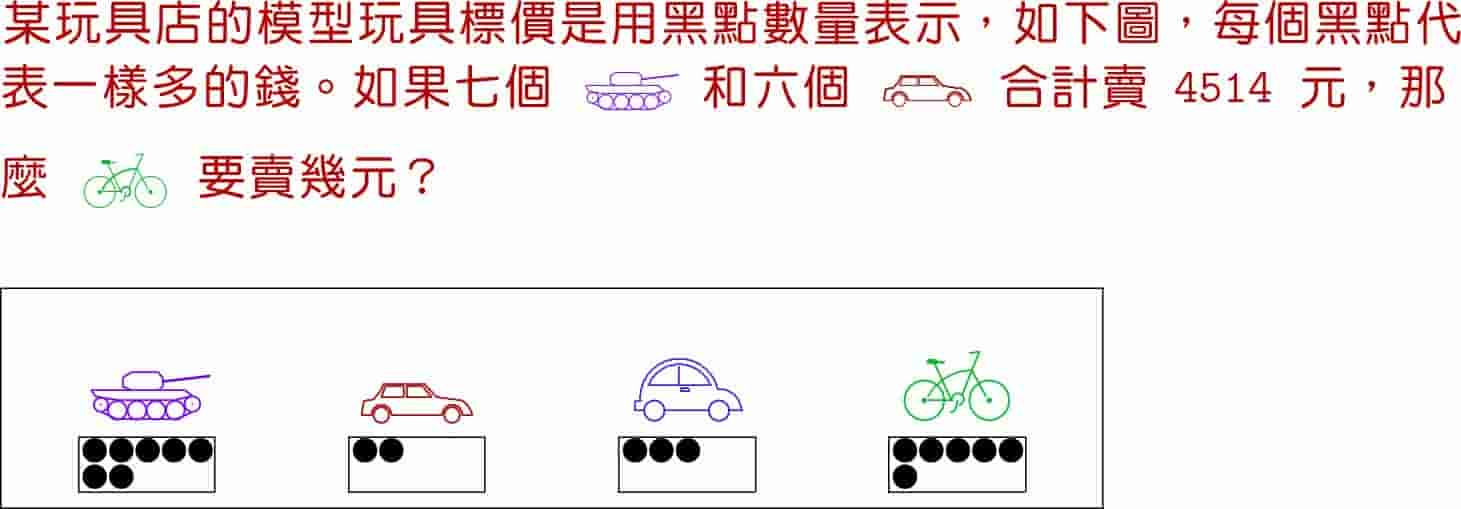 某玩具店的模型玩具標價是用黑點數量表示，如下圖，每個黑點代
表一樣多的錢。如果七個 和六個 合計賣 4514 元，那
麼 要賣幾元？